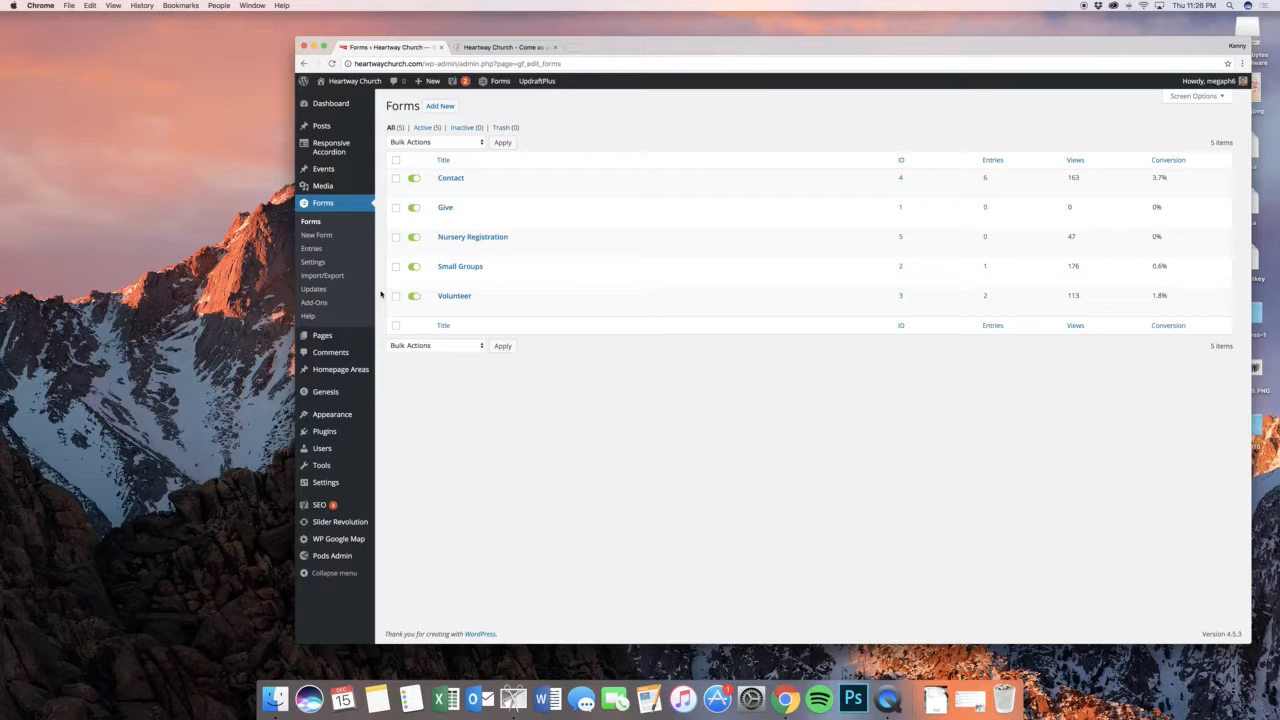 Chrome File Edit View History Bookmarks People Window Help
Thu 11:26 PM
Forms ‹ Heartway Church —
Heartway Church - Come as
Kenny
heartwaychurch.com/wp-admin/admin.php?page=gf_edit_forms
Heartway Church 0 + New 2 Forms UpdraftPlus
Howdy, megaph6
Dashboard
Posts
Responsive
Accordion
Events
Media
Forms
Forms
New Form
Entries
Settings
Import/Export
Updates
Add-Ons
Help
Pages
Comments
Homepage Areas
Genesis
Appearance
Plugins
Users
Tools
Settings
SEO 3
Slider Revolution
WP Google Map
Pods Admin
Collapse menu
Forms Add New
Screen Options
All (5) | Active (5) | Inactive (0) | Trash (0)
Bulk Actions Apply 5 items
Title ID Entries Views Conversion
Contact 4 6 163 3.7%
Give 1 0 0 0%
Nursery Registration 5 0 47 0%
Small Groups 2 1 176 0.6%
Volunteer 3 2 113 1.8%
Title ID Entries Views Conversion
Bulk Actions Apply 5 items
Thank you for creating with WordPress.
Version 4.5.3
DEC
15
Ps